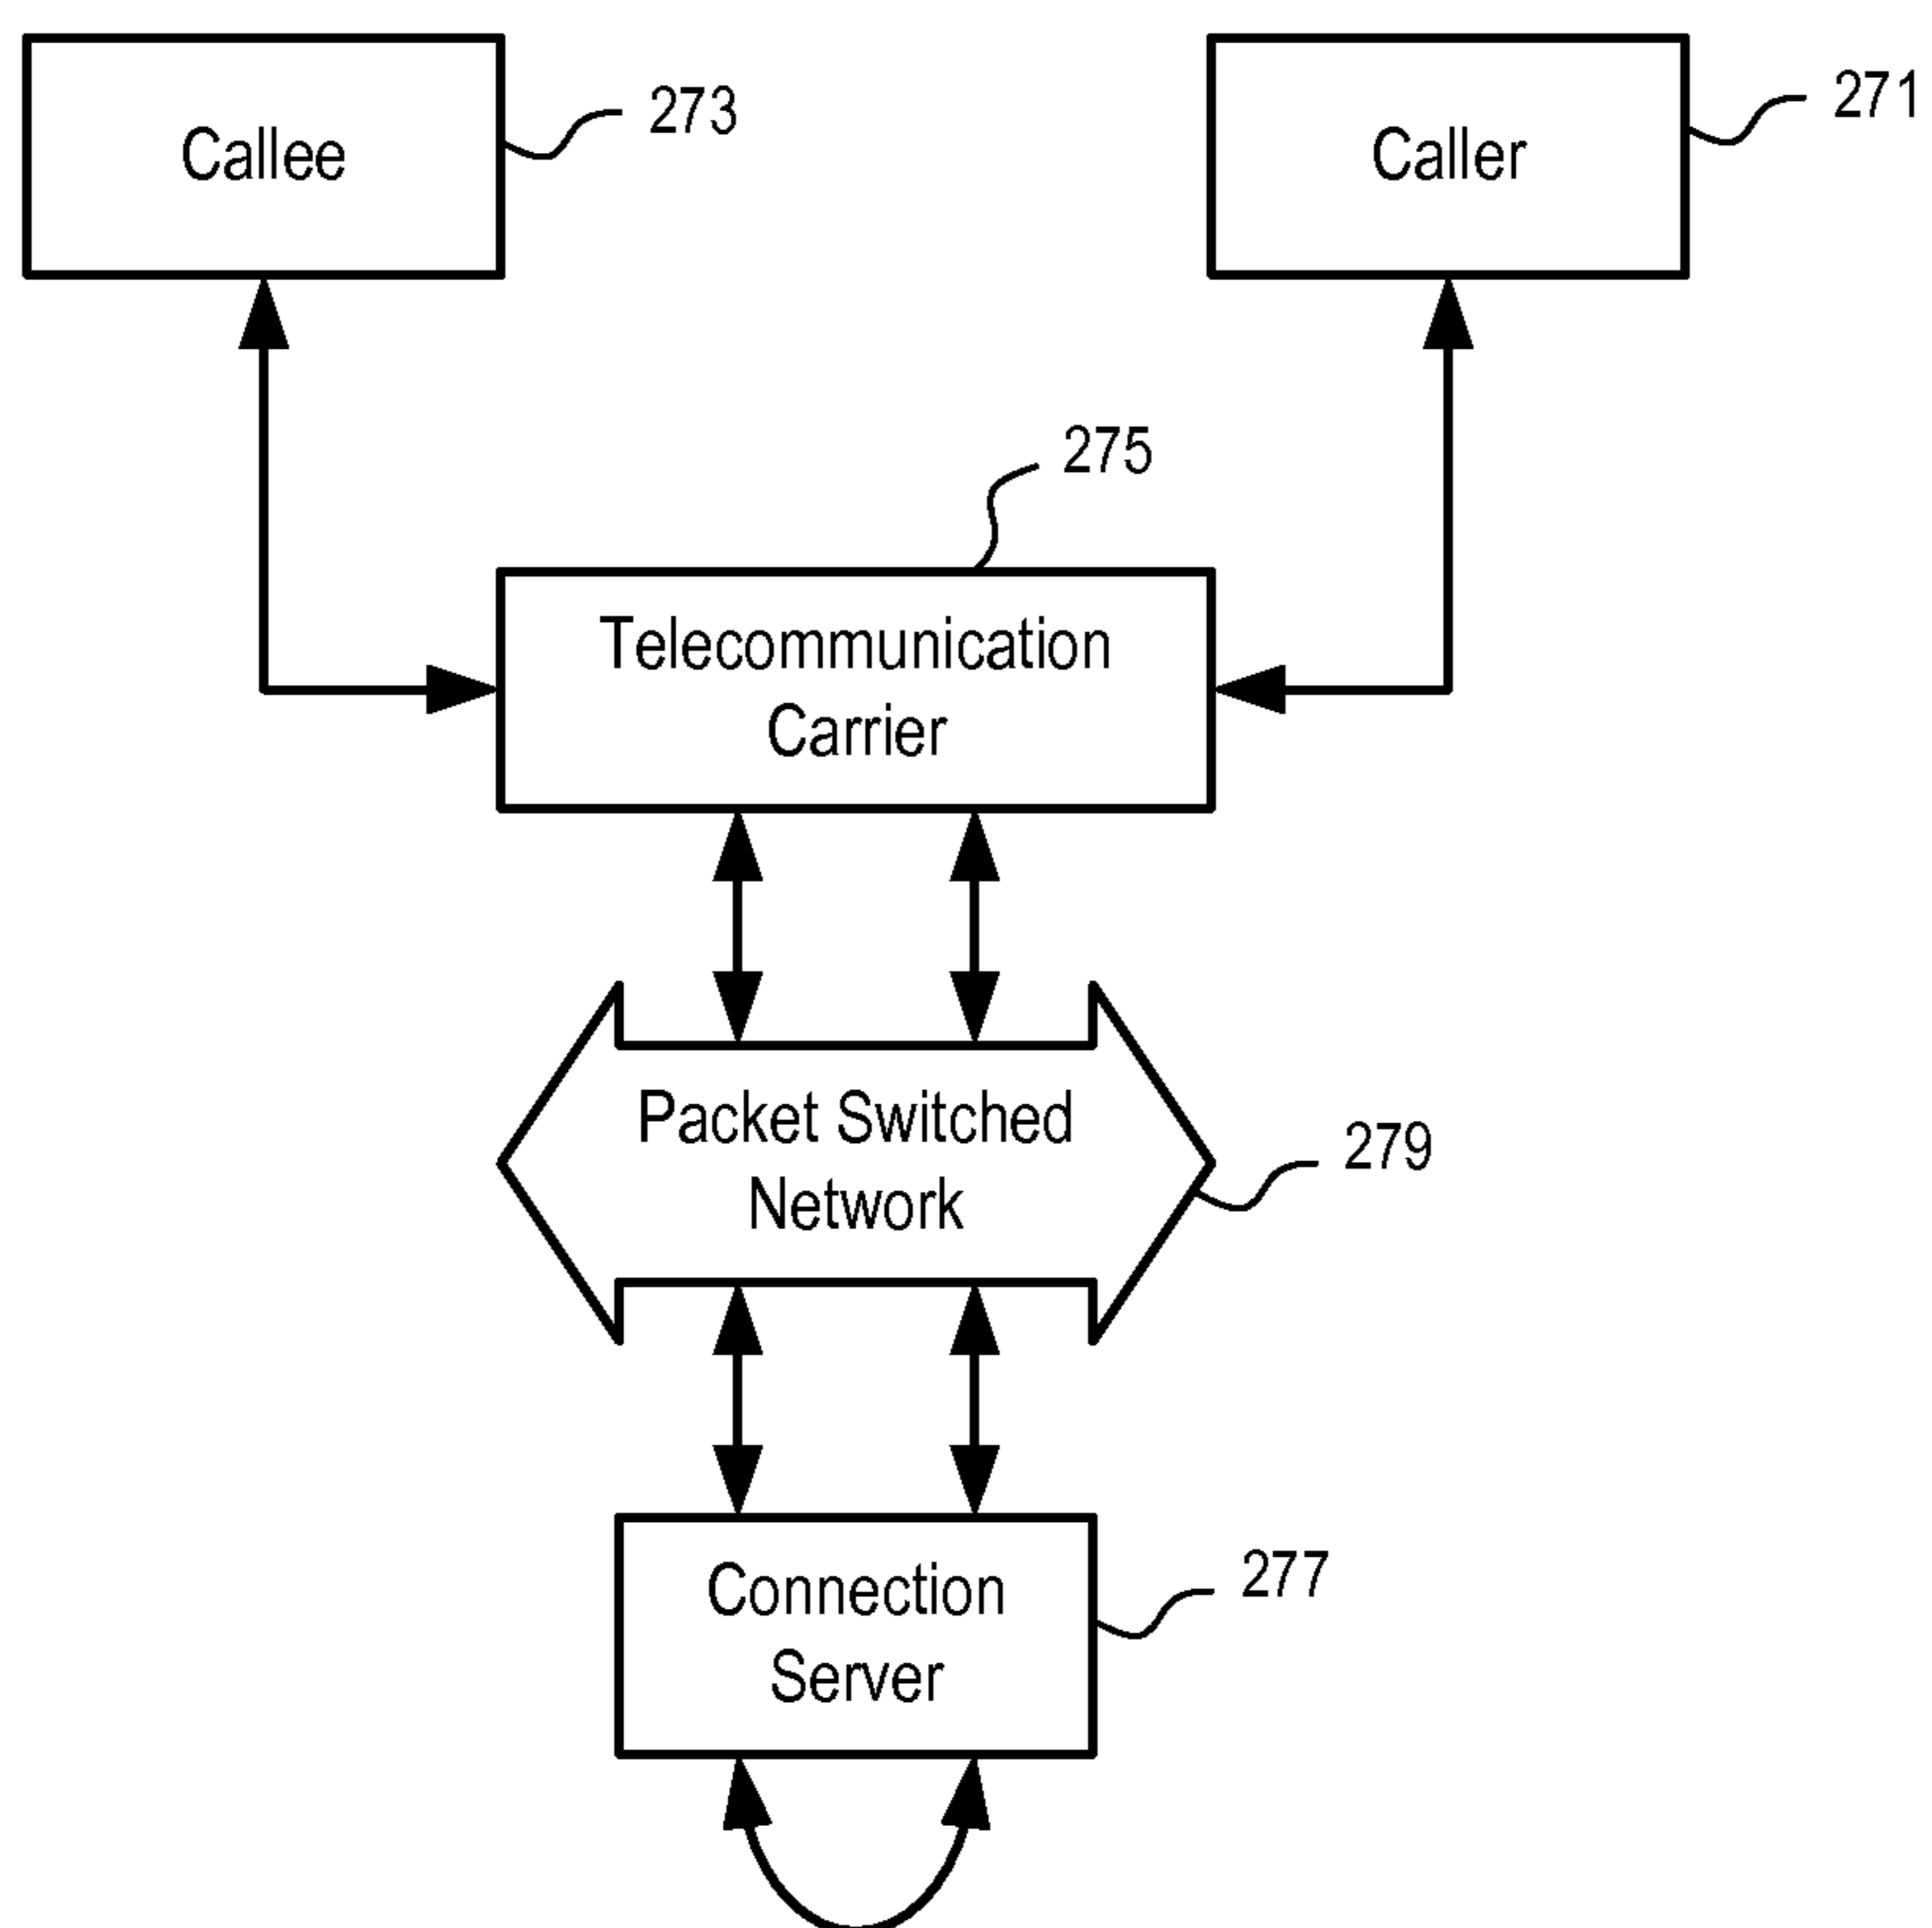 Callee
273
Caller
271
275
Telecommunication
Carrier
Packet Switched
Network
279
Connection
Server
277